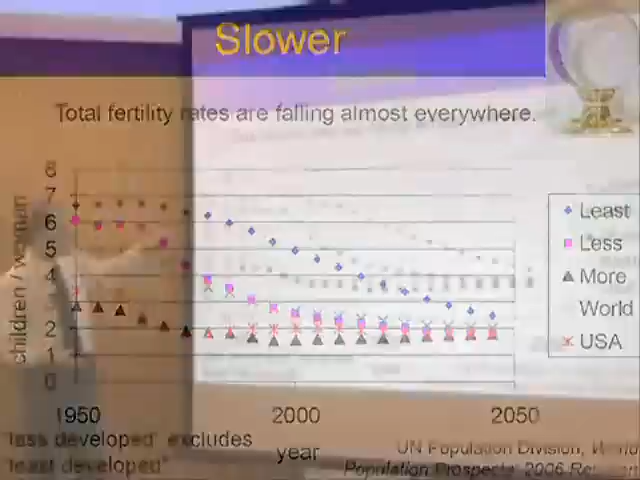 Slower
Total fertility rates are falling almost everywhere.
children / woman
8
7
6
5
4
3
2
1
0
1950
2000
2050
year
Least
Less
More
World
USA
"less developed" excludes
"least developed"
UN Population Division, World
Population Prospects: 2006